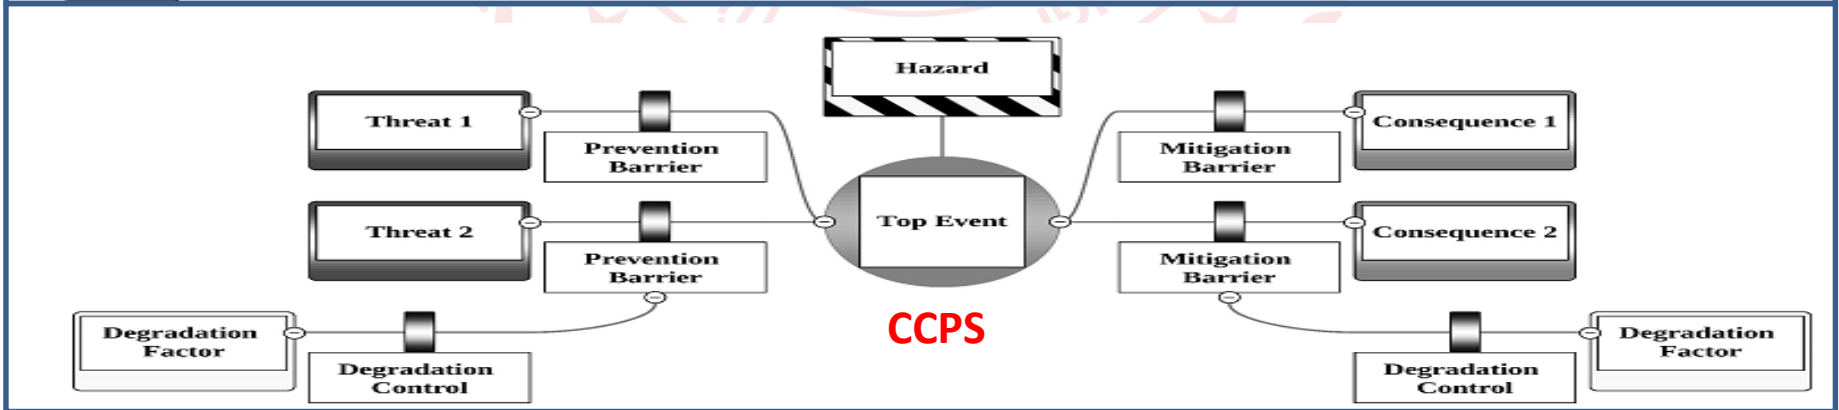 Hazard
Threat 1
Prevention
Barrier
Mitigation
Barrier
Consequence 1
Threat 2
Prevention
Barrier
Top Event
Mitigation
Barrier
Consequence 2
CCPS
Degradation
Factor
Degradation
Control
Degradation
Control
Degradation
Factor